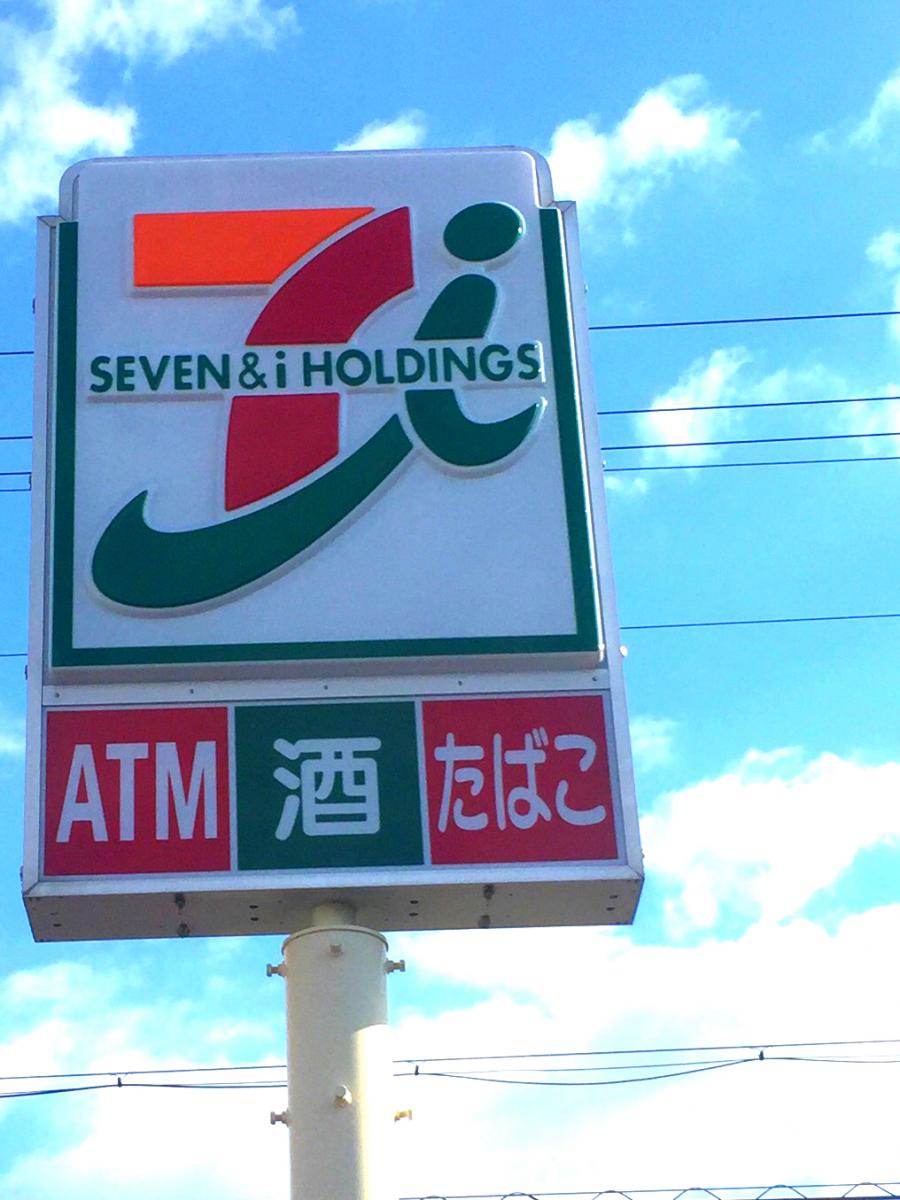 SEVEN & i HOLDINGS
ATM 酒 たばこ